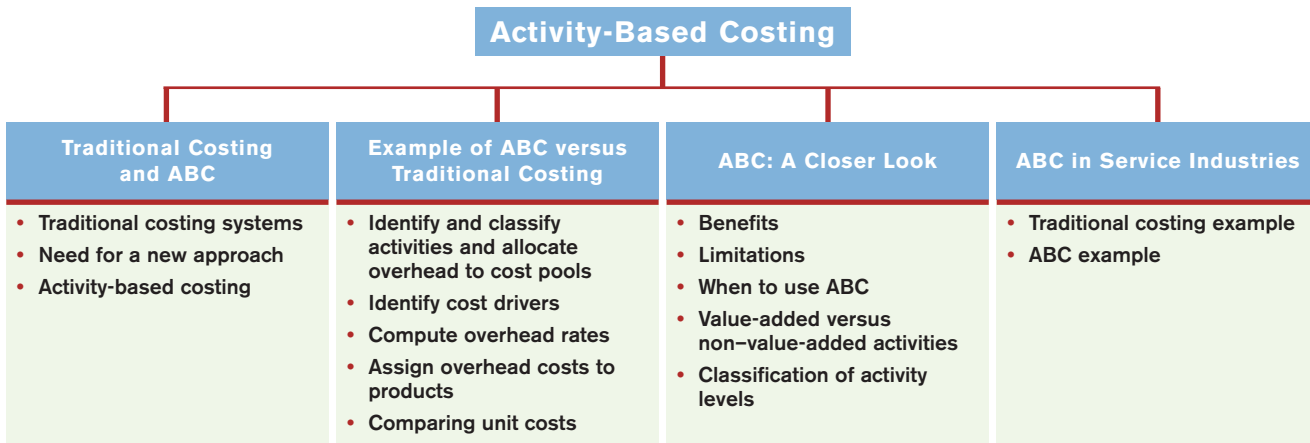 Activity-Based Costing
Traditional Costing
and ABC
• Traditional costing systems
• Need for a new approach
• Activity-based costing
Example of ABC versus
Traditional Costing
• Identify and classify
activities and allocate
overhead to cost pools
• Identify cost drivers
• Compute overhead rates
• Assign overhead costs to
products
• Comparing unit costs
ABC: A Closer Look
• Benefits
• Limitations
• When to use ABC
• Value-added versus
non–value-added activities
• Classification of activity
levels
ABC in Service Industries
• Traditional costing example
• ABC example